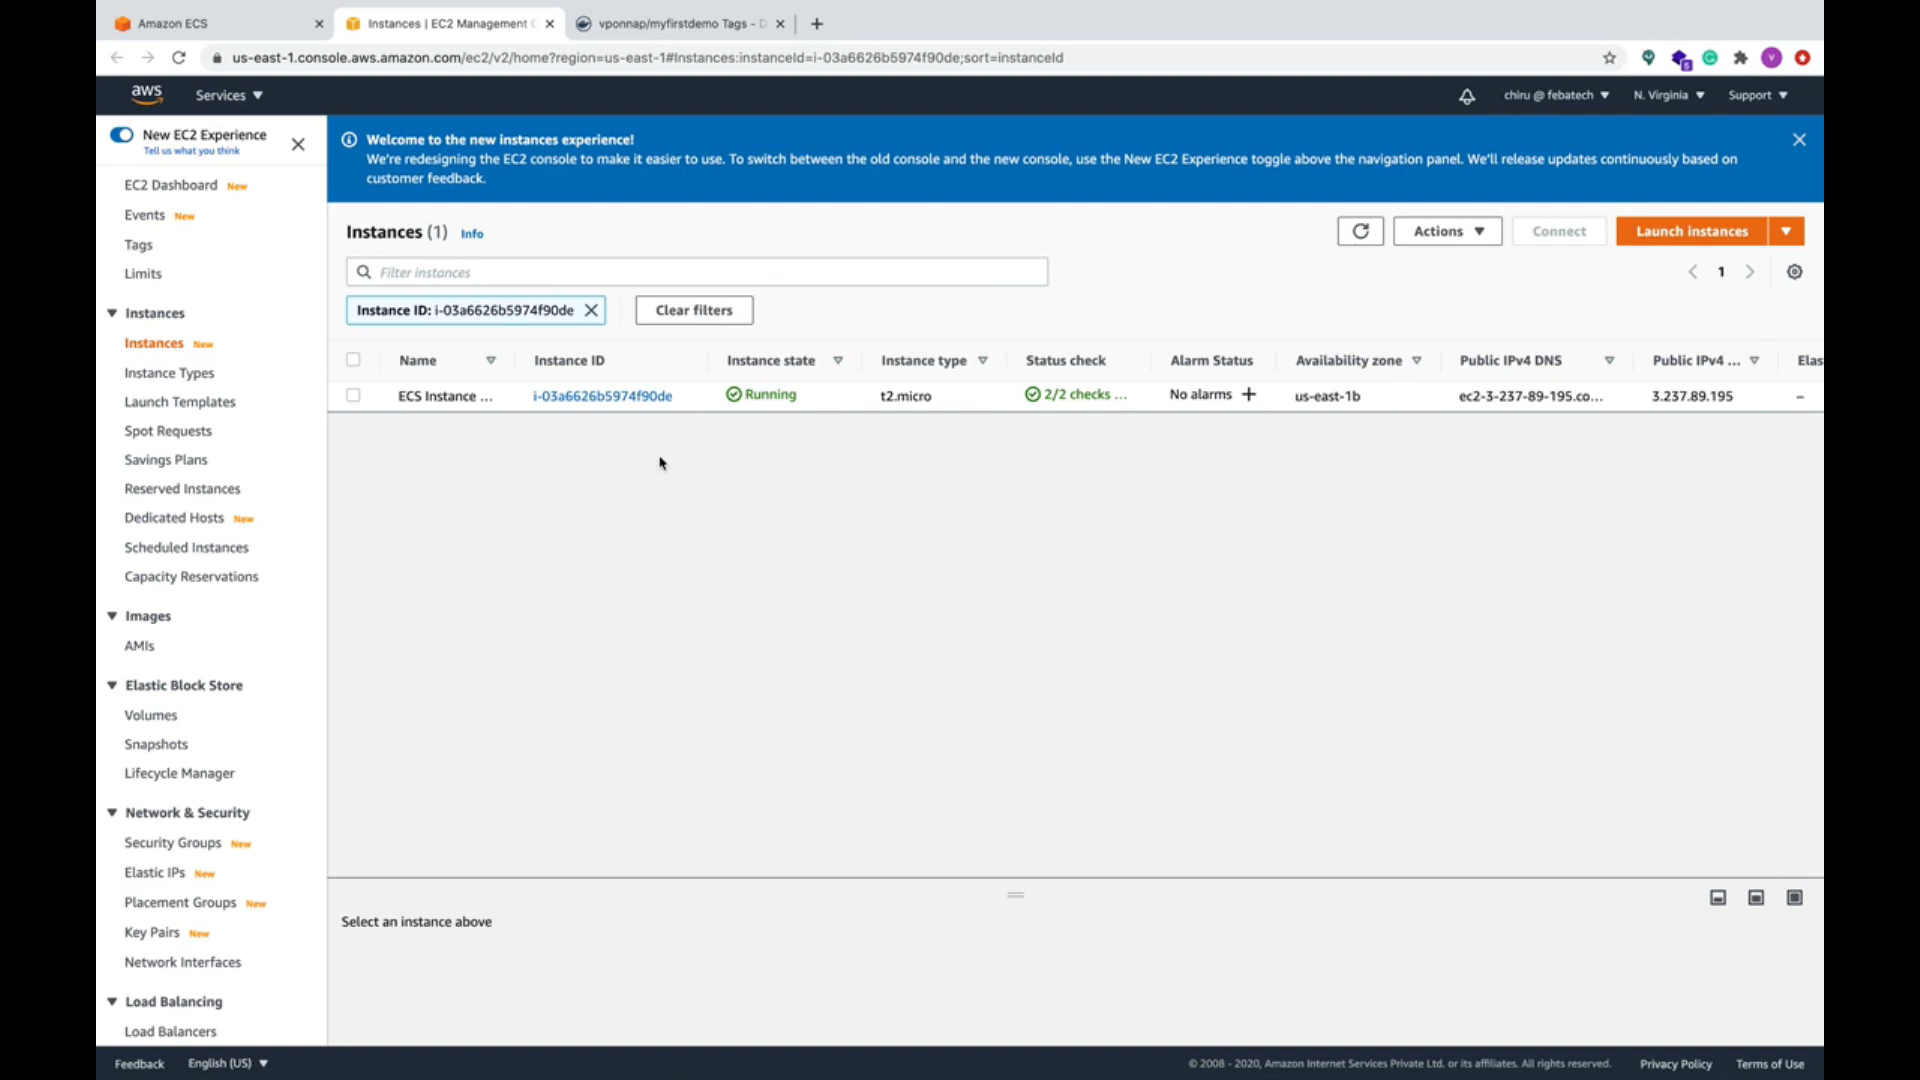 Amazon ECS
Instances | EC2 Management C
vponnap/myfirstdemo Tags - D
us-east-1.console.aws.amazon.com/ec2/v2/home?region=us-east-1#Instances:instanceId=i-03a6626b5974f90de;sort=instanceId
5
V
aws
Services
chiru @ febatech
N. Virginia
Support
New EC2 Experience
Tell us what you think
Welcome to the new instances experience!
We're redesigning the EC2 console to make it easier to use. To switch between the old console and the new console, use the New EC2 Experience toggle above the navigation panel. We'll release updates continuously based on
customer feedback.
EC2 Dashboard New
Events New
Tags
Limits
Instances
Instances New
Instance Types
Launch Templates
Spot Requests
Savings Plans
Reserved Instances
Dedicated Hosts New
Scheduled Instances
Capacity Reservations
Images
AMIs
Elastic Block Store
Volumes
Snapshots
Lifecycle Manager
Network & Security
Security Groups New
Elastic IPs New
Placement Groups New
Key Pairs New
Network Interfaces
Load Balancing
Load Balancers
Instances (1) Info
Actions
Connect
Launch instances
Filter instances
1
Instance ID: i-03a6626b5974f90de
Clear filters
Name Instance ID Instance state Instance type Status check Alarm Status Availability zone Public IPv4 DNS Public IPv4 ... Elas
ECS Instance ... i-03a6626b5974f90de Running t2.micro 2/2 checks ... No alarms + us-east-1b ec2-3-237-89-195.co... 3.237.89.195 –
Select an instance above
Feedback
English (US)
© 2008 - 2020, Amazon Internet Services Private Ltd. or its affiliates. All rights reserved.
Privacy Policy
Terms of Use